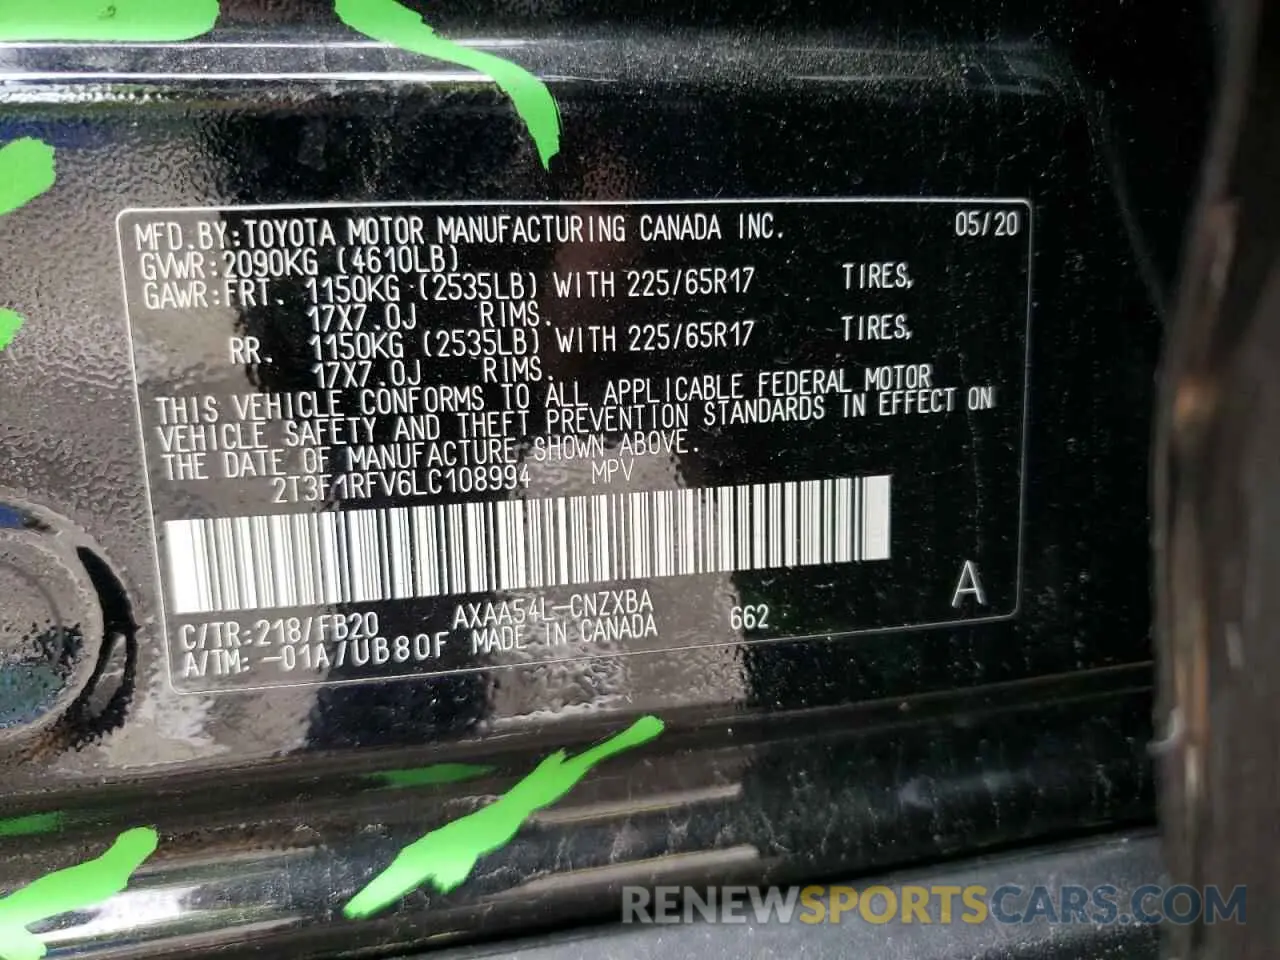 MFD.BY:TOYOTA MOTOR MANUFACTURING CANADA INC. 05/20
GVWR:2090KG (4610LB)
GAWR:FRT. 1150KG (2535LB) WITH 225/65R17 TIRES,
17X7.0J RIMS.
RR. 1150KG (2535LB) WITH 225/65R17 TIRES,
17X7.0J RIMS.
THIS VEHICLE CONFORMS TO ALL APPLICABLE FEDERAL MOTOR
VEHICLE SAFETY AND THEFT PREVENTION STANDARDS IN EFFECT ON
THE DATE OF MANUFACTURE SHOWN ABOVE.
2T3F1RFV6LC108994 MPV
C/TR:218/FB20 AXAA54L-CNZXBA 662 A
A/TM:-01A/UB80F MADE IN CANADA
RENEWSPORTSCARS.COM